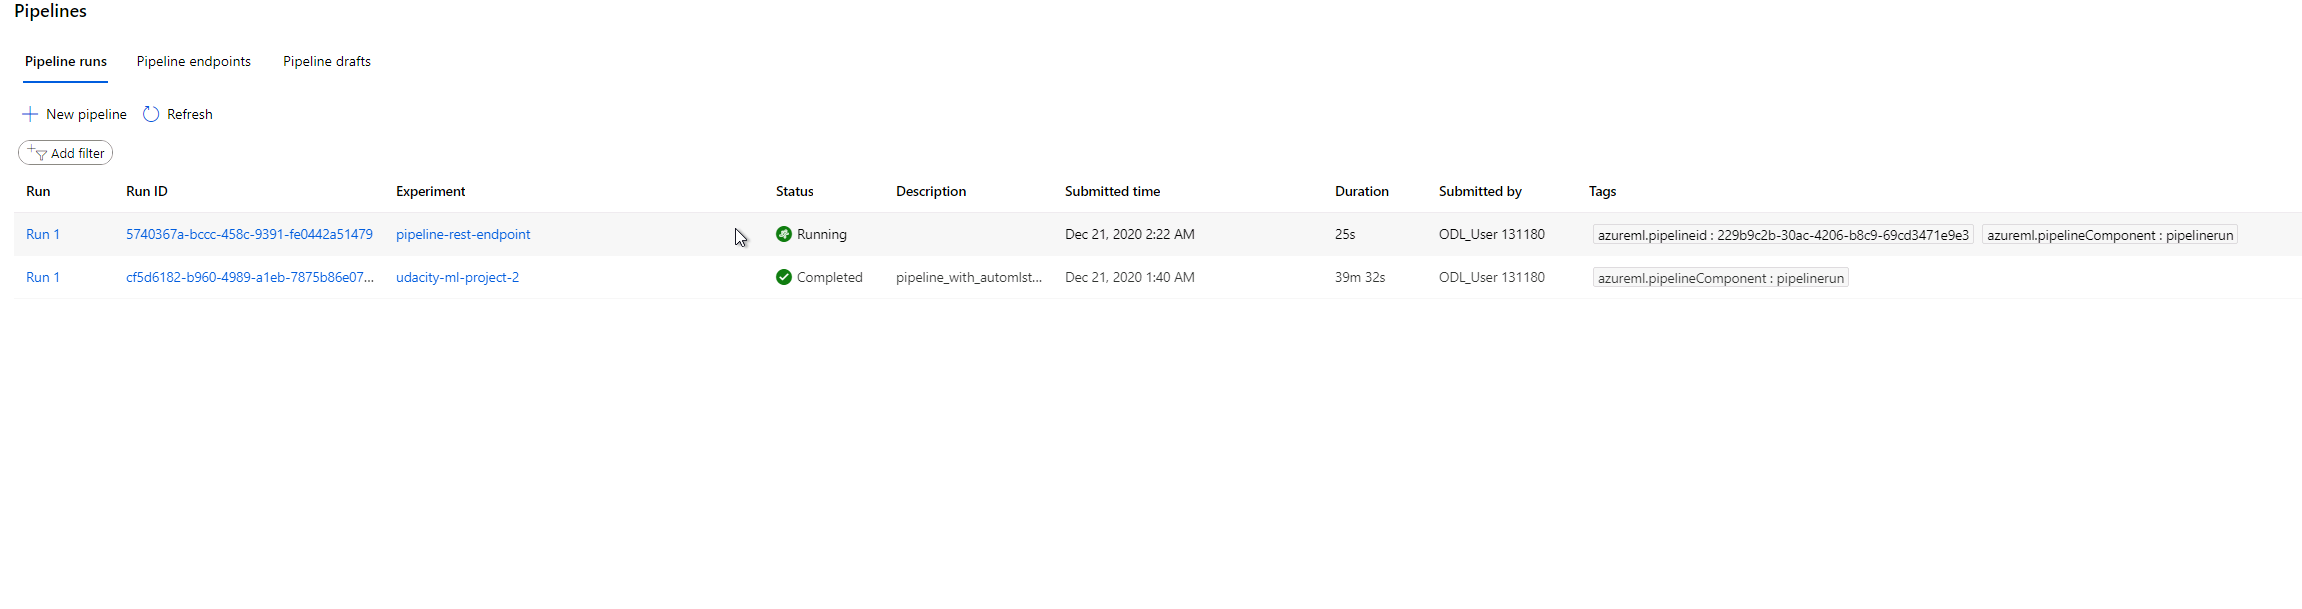 Pipelines
Pipeline runs Pipeline endpoints Pipeline drafts
New pipeline Refresh
Add filter
Run Run ID Experiment Status Description Submitted time Duration Submitted by Tags
Run 1 5740367a-bccc-458c-9391-fe0442a51479 pipeline-rest-endpoint Running Dec 21, 2020 2:22 AM 25s ODL_User 131180 azureml.pipelineid : 229b9c2b-30ac-4206-b8c9-69cd3471e9e3 azureml.pipelineComponent : pipelinerun
Run 1 cf5d6182-b960-4989-a1eb-7875b86e07... udacity-ml-project-2 Completed pipeline_with_automlst... Dec 21, 2020 1:40 AM 39m 32s ODL_User 131180 azureml.pipelineComponent : pipelinerun